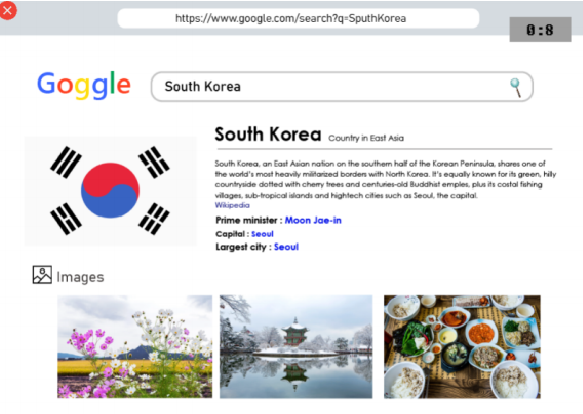 https://www.google.com/search?q=SputhKorea
0:8
Goggle
South Korea
South Korea Country in East Asia
South Korea, an East Asian nation on the southern half of the Korean Peninsula, shares one of
the world's most heavily militarized borders with North Korea. It's equally known for its green, hilly
countryside dotted with cherry trees and centuries-old Buddhist emples, plus its costal fishing
villages, sub-tropical islands and hightech cities such as Seoul, the capital.
Wikipedia
Prime minister : Moon Jae-in
Capital : Seoul
Largest city : Seoul
Images